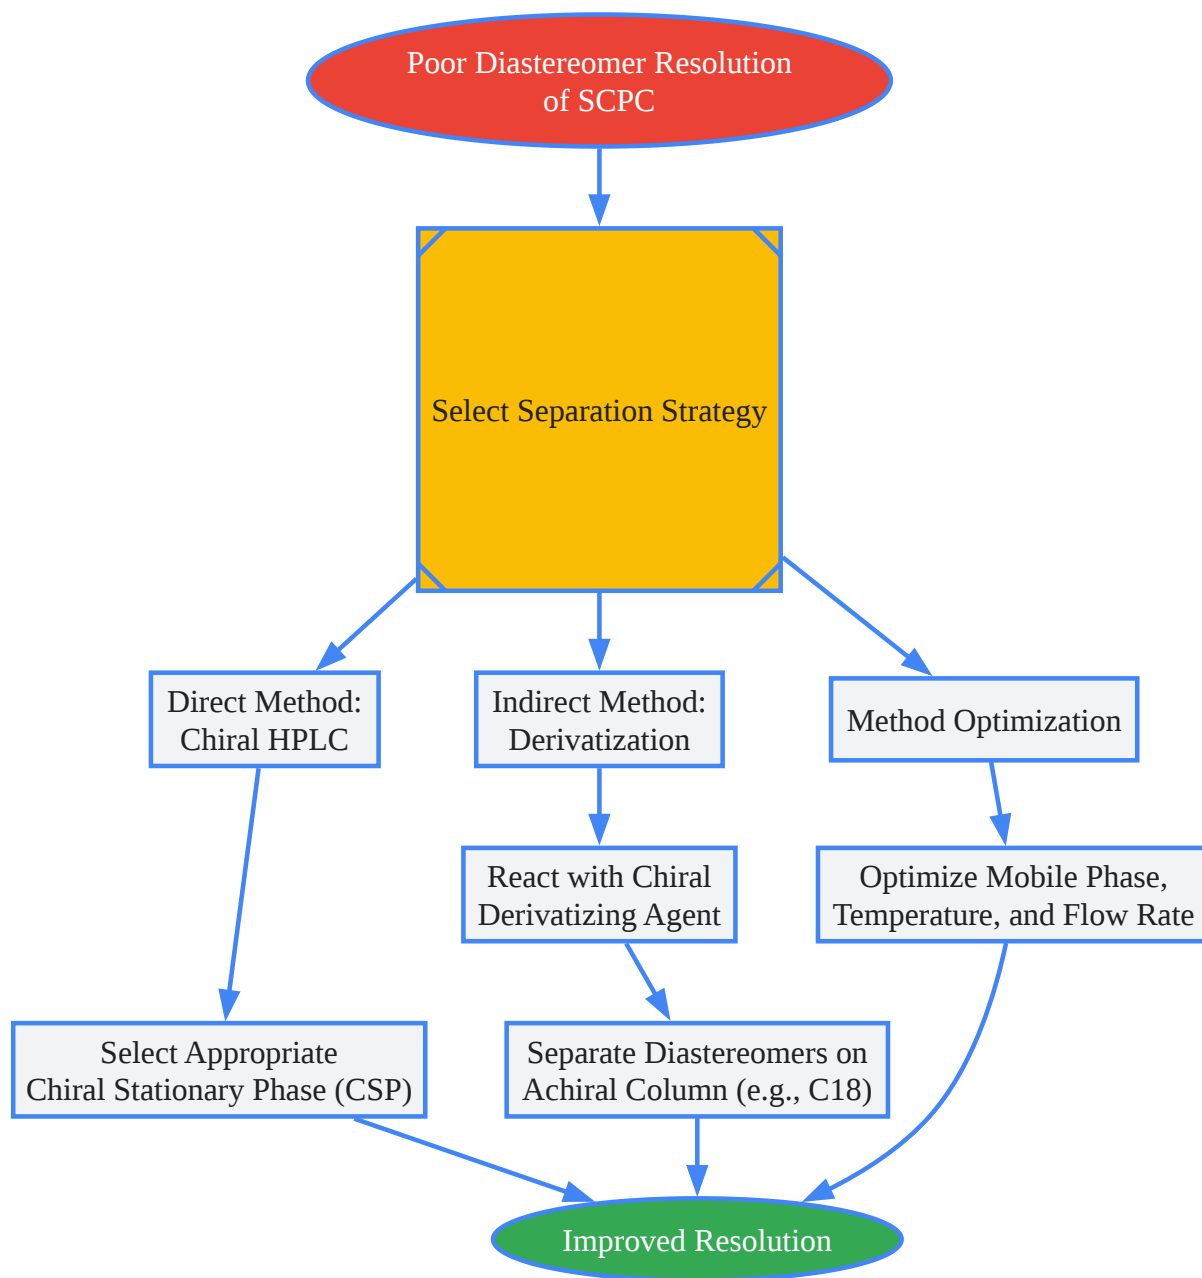 Poor Diastereomer Resolution
of SCPC
Select Separation Strategy
Direct Method:
Chiral HPLC
Indirect Method:
Derivatization
Method Optimization
React with Chiral
Derivatizing Agent
Optimize Mobile Phase,
Temperature, and Flow Rate
Select Appropriate
Chiral Stationary Phase (CSP)
Separate Diastereomers on
Achiral Column (e.g., C18)
Improved Resolution